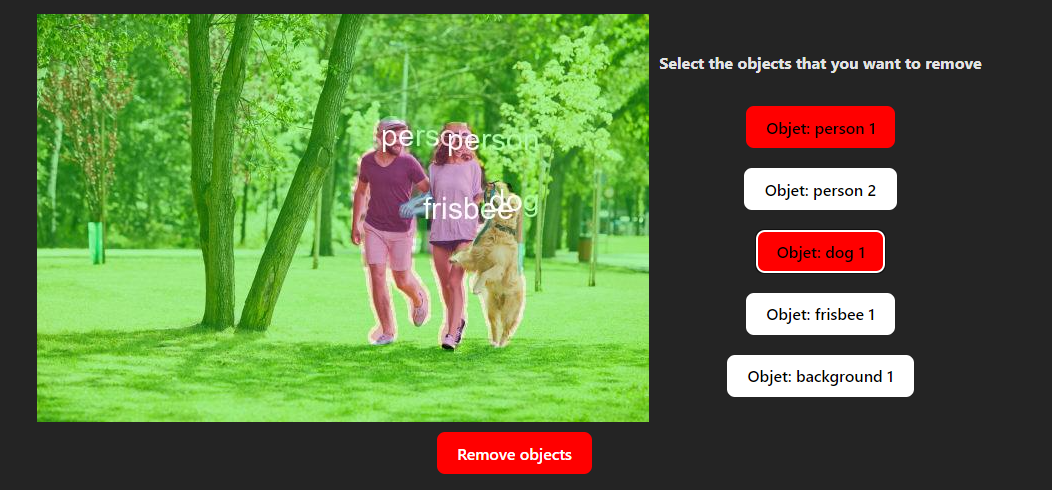 person person
dog
frisbee
Select the objects that you want to remove
Objet: person 1
Objet: person 2
Objet: dog 1
Objet: frisbee 1
Objet: background 1
Remove objects